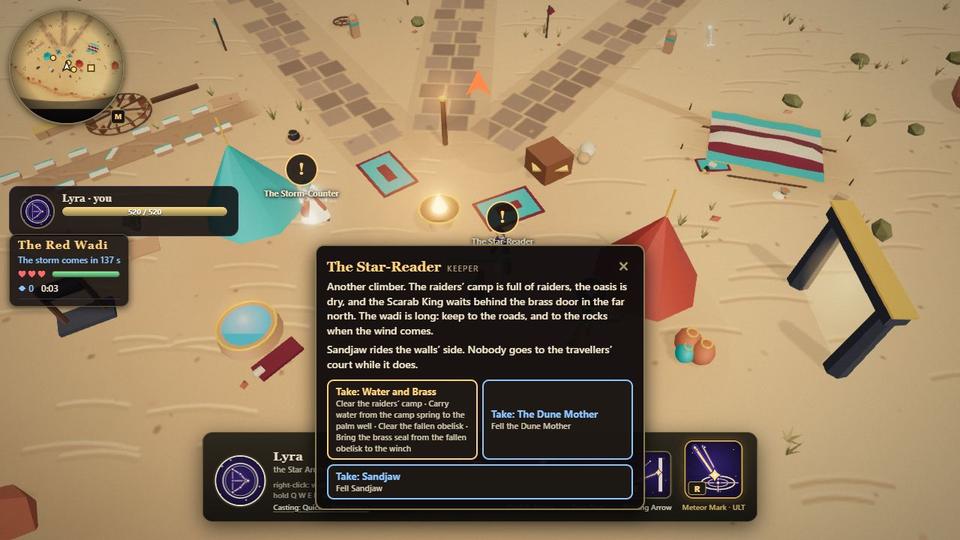 M
Lyra · you
520 / 520
The Red Wadi
The storm comes in 137 s
0 0:03
!
The Storm-Counter
!
The Star-Reader
The Star-Reader KEEPER
Another climber. The raiders' camp is full of raiders, the oasis is
dry, and the Scarab King waits behind the brass door in the far
north. The wadi is long: keep to the roads, and to the rocks
when the wind comes.
Sandjaw rides the walls' side. Nobody goes to the travellers'
court while it does.
Take: Water and Brass
Clear the raiders' camp · Carry
water from the camp spring to the
palm well · Clear the fallen obelisk ·
Bring the brass seal from the fallen
obelisk to the winch
Take: The Dune Mother
Fell the Dune Mother
Take: Sandjaw
Fell Sandjaw
Lyra
the Star
right-click:
hold Q W E
Casting:
Arrow
R
Meteor Mark · ULT